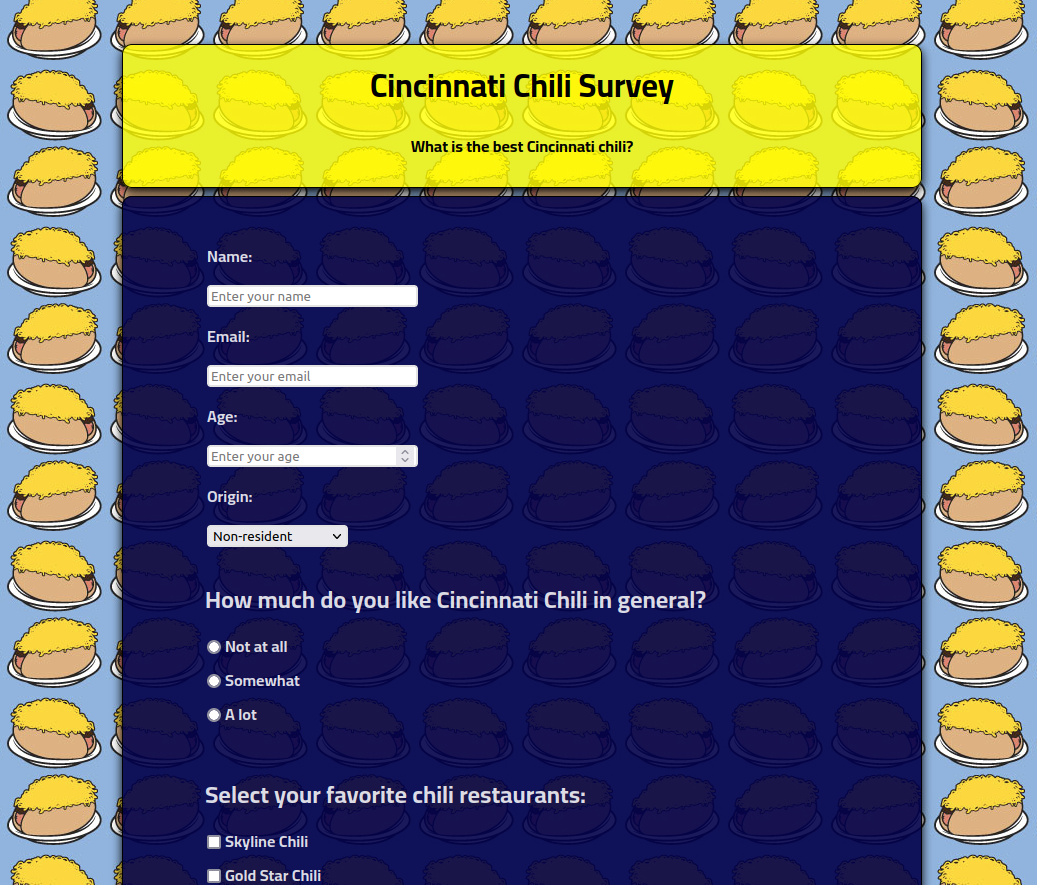 Cincinnati Chili Survey
What is the best Cincinnati chili?
Name:
Enter your name
Email:
Enter your email
Age:
Enter your age
Origin:
Non-resident
How much do you like Cincinnati Chili in general?
Not at all
Somewhat
A lot
Select your favorite chili restaurants:
Skyline Chili
Gold Star Chili